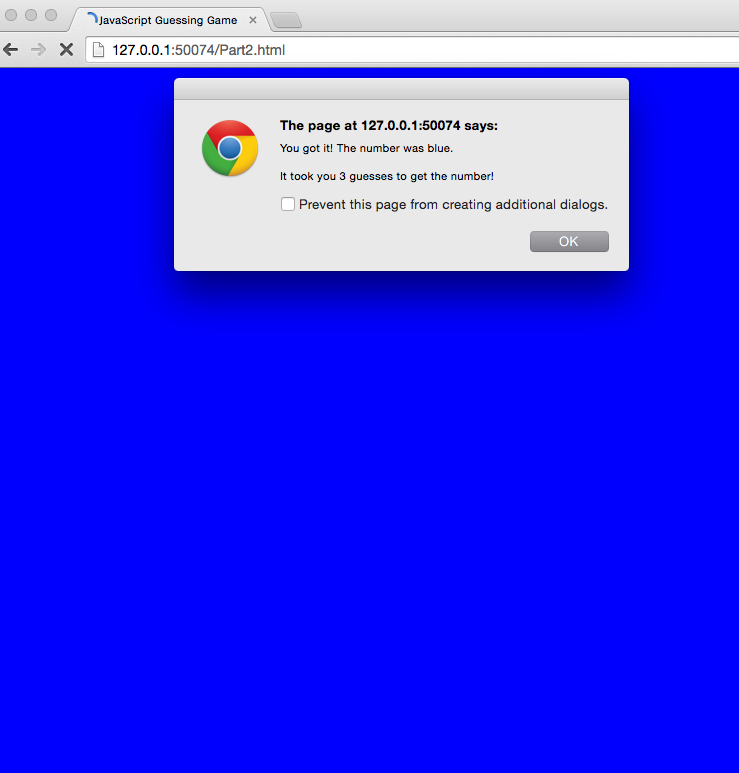 JavaScript Guessing Game
127.0.0.1:50074/Part2.html
The page at 127.0.0.1:50074 says:
You got it! The number was blue.
It took you 3 guesses to get the number!
Prevent this page from creating additional dialogs.
OK